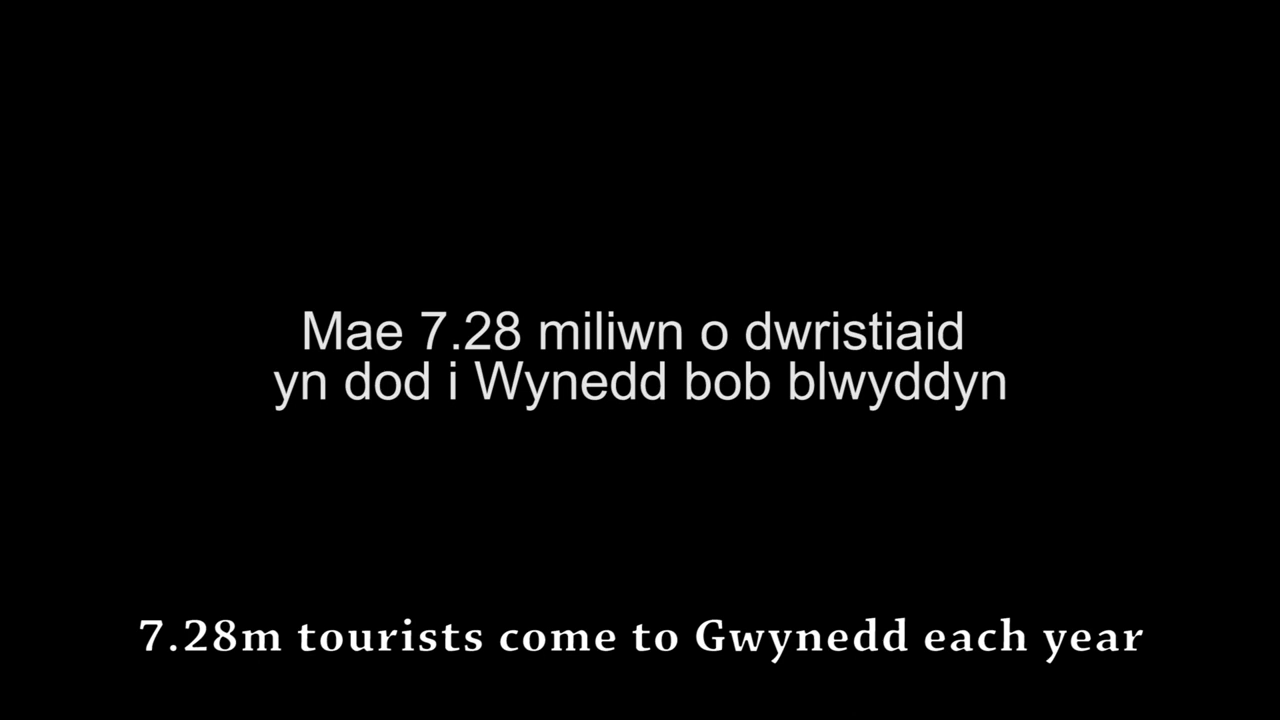 Mae 7.28 miliwn o dwristiaid
yn dod i Wynedd bob blwyddyn
7.28m tourists come to Gwynedd each year